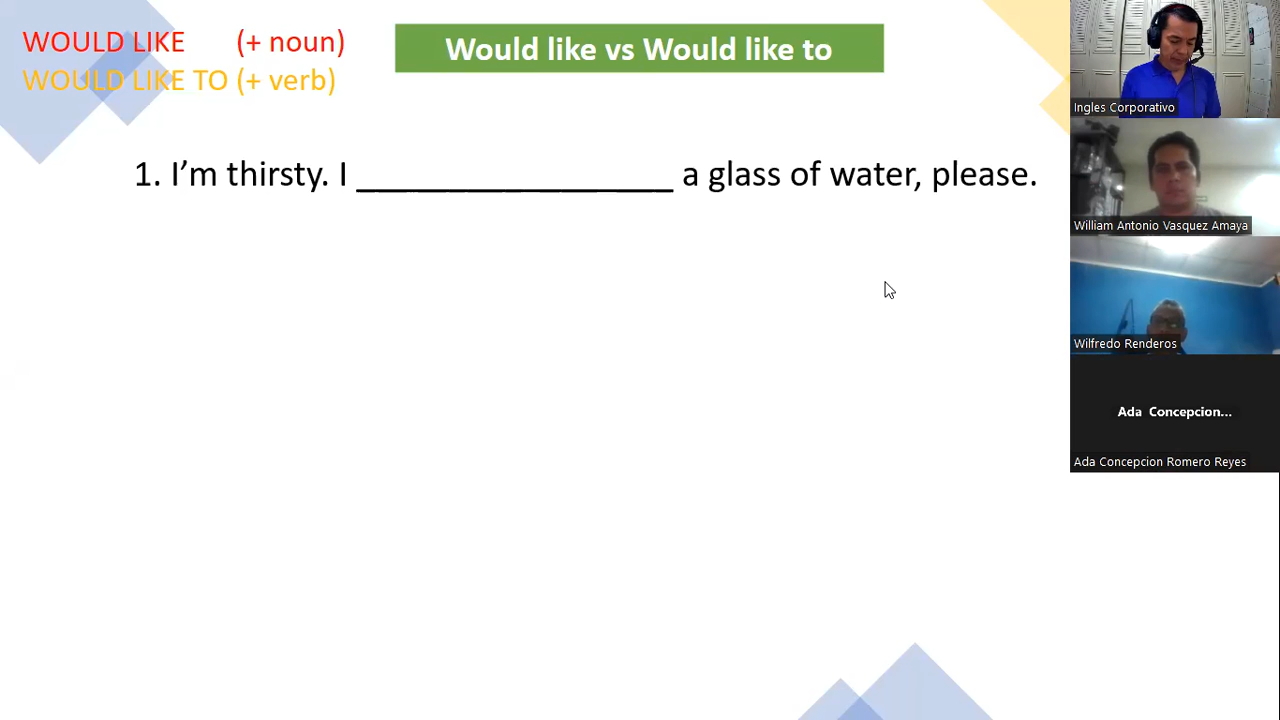 WOULD LIKE (+ noun)
WOULD LIKE TO (+ verb)
Would like vs Would like to
1. I’m thirsty. I __________________ a glass of water, please.
Ingles Corporativo
William Antonio Vasquez Amaya
Wilfredo Renderos
Ada Concepcion...
Ada Concepcion Romero Reyes